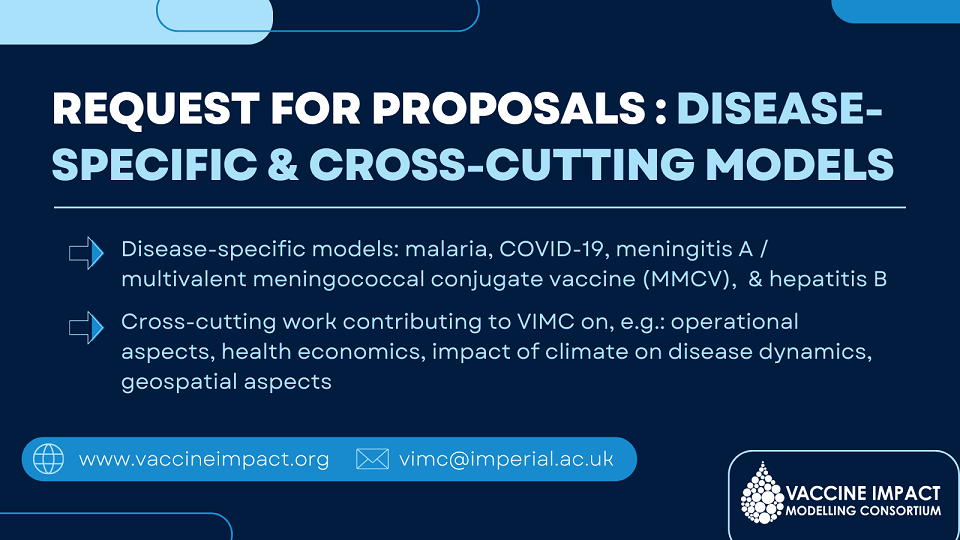 REQUEST FOR PROPOSALS : DISEASE-
SPECIFIC & CROSS-CUTTING MODELS
Disease-specific models: malaria, COVID-19, meningitis A /
multivalent meningococcal conjugate vaccine (MMCV), & hepatitis B
Cross-cutting work contributing to VIMC on, e.g.: operational
aspects, health economics, impact of climate on disease dynamics,
geospatial aspects
www.vaccineimpact.org vimc@imperial.ac.uk
VACCINE IMPACT
MODELLING CONSORTIUM